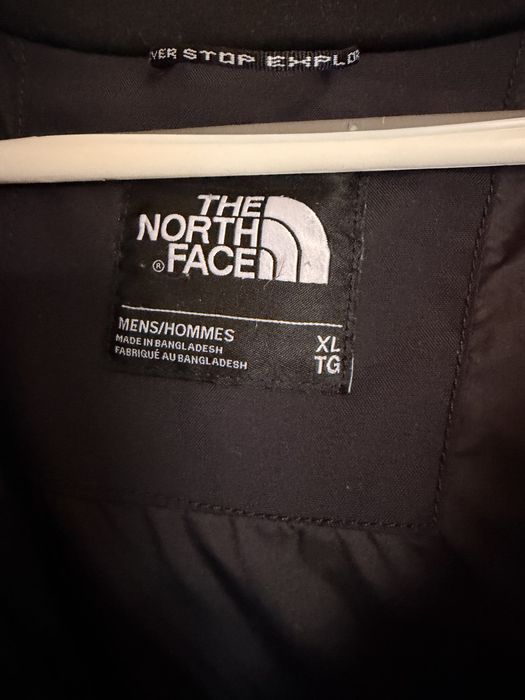 VER STOP EXPLO
THE
NORTH
® FACE
MENS/HOMMES
MADE IN BANGLADESH
FABRIQUÉ AU BANGLADESH
XL
TG